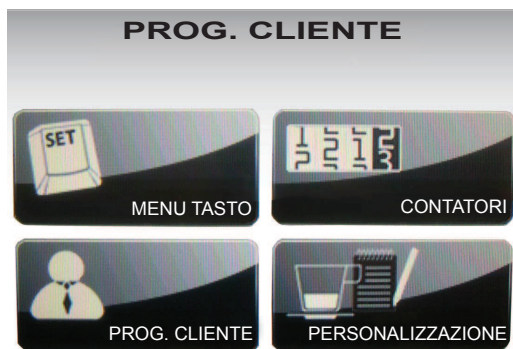 PROG. CLIENTE
SET
MENU TASTO
CONTATORI
PROG. CLIENTE
PERSONALIZZAZIONE